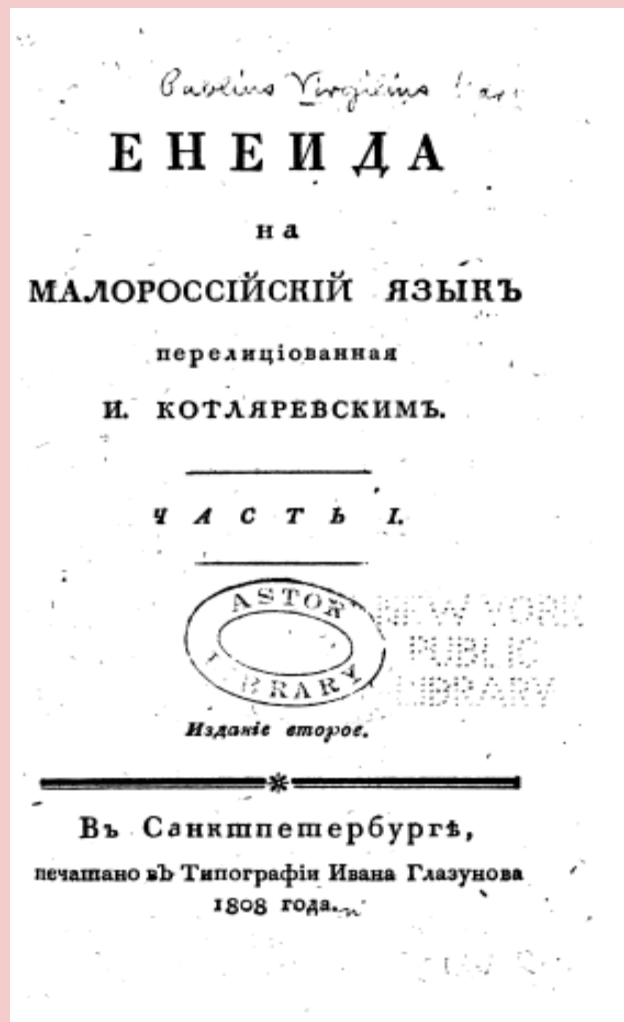 Publius Virgilius
ЕНЕИДА
на
МАЛОРОССІЙСКІЙ ЯЗЫКЪ
перелиціованная
И. КОТЛЯРЕВСКИМЪ.
ЧАСТЬ I.
ASTOR
LIBRARY
NEW YORK
PUBLIC
LIBRARY
Изданіе второе.
Въ Санктпетербургѣ,
печатано въ Типографіи Ивана Глазунова
1808 года.